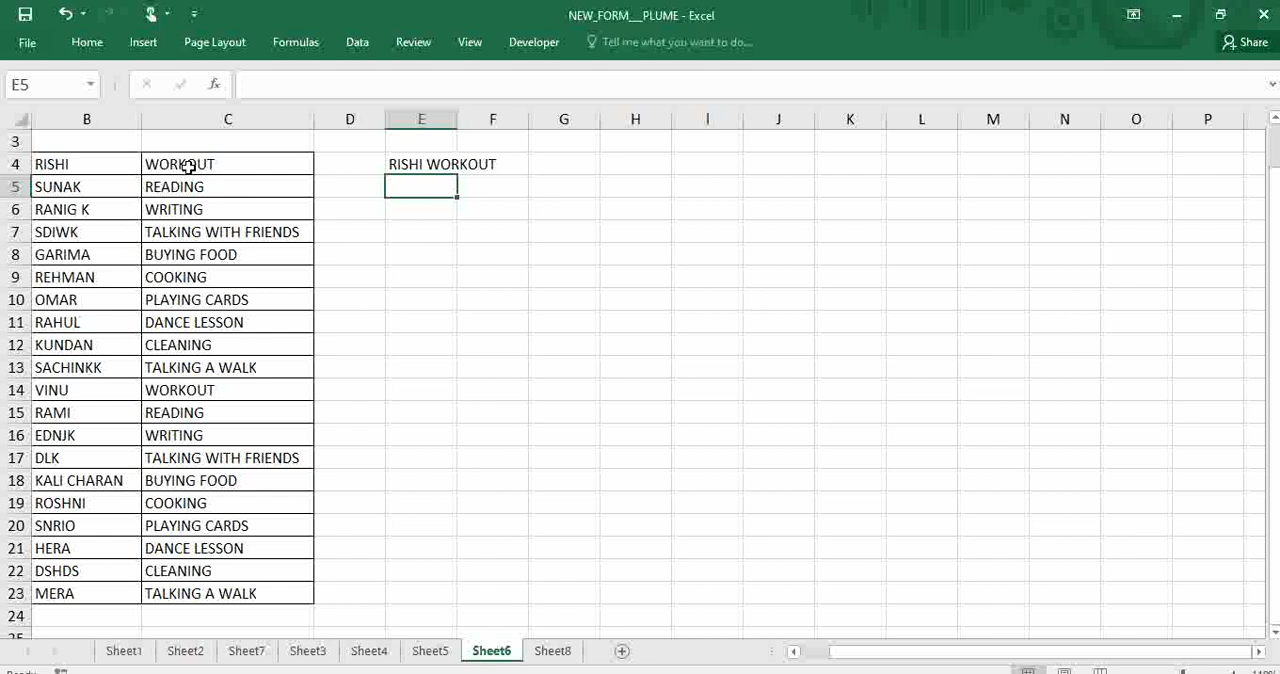 NEW_FORM__PLUME - Excel
File Home Insert Page Layout Formulas Data Review View Developer Tell me what you want to do... Share
E5 fx
B C D E F G H I J K L M N O P
3
4 RISHI WORKOUT RISHI WORKOUT
5 SUNAK READING
6 RANIG K WRITING
7 SDIWK TALKING WITH FRIENDS
8 GARIMA BUYING FOOD
9 REHMAN COOKING
10 OMAR PLAYING CARDS
11 RAHUL DANCE LESSON
12 KUNDAN CLEANING
13 SACHINKK TALKING A WALK
14 VINU WORKOUT
15 RAMI READING
16 EDNJK WRITING
17 DLK TALKING WITH FRIENDS
18 KALI CHARAN BUYING FOOD
19 ROSHNI COOKING
20 SNRIO PLAYING CARDS
21 HERA DANCE LESSON
22 DSHDS CLEANING
23 MERA TALKING A WALK
24
25
Sheet1 Sheet2 Sheet7 Sheet3 Sheet4 Sheet5 Sheet6 Sheet8